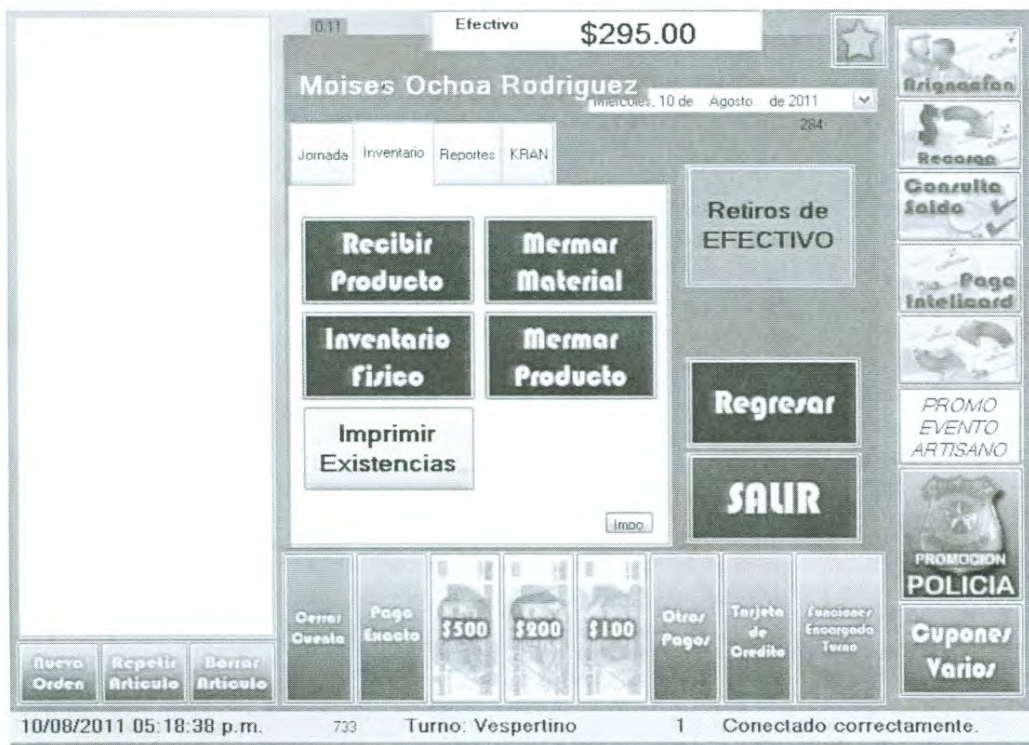 0.11
Efectivo
$295.00
Moises Ochoa Rodriguez
Miércoles, 10 de Agosto de 2011
284
Jornada
Inventario
Reportes
KRAN
Recibir
Producto
Mermar
Material
Inventario
Fisico
Mermar
Producto
Imprimir
Existencias
Impo
Retiros de
EFECTIVO
Regresar
SALIR
Asignacion
Recarga
Consulta
Saldo
Pago
Intelicard
PROMO
EVENTO
ARTISANO
PROMOCION
POLICIA
Cupones
Varios
Nueva
Orden
Repetir
Articulo
Borrar
Articulo
Cerrar
Cuenta
Pago
Exacto
$500
$200
$100
Otros
Pagos
Tarjeta
de
Credito
Funciones
Encargado
Turno
10/08/2011 05:18:38 p.m.
733
Turno: Vespertino
1
Conectado correctamente.